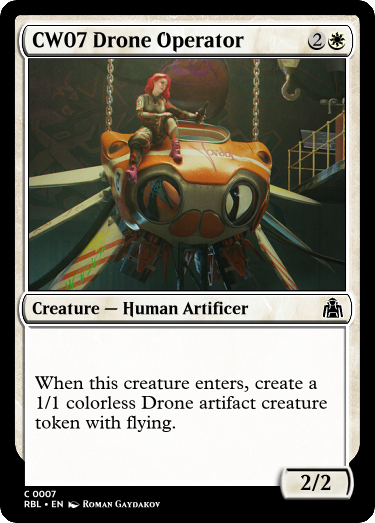 CW07 Drone Operator 2
Creature — Human Artificer
When this creature enters, create a
1/1 colorless Drone artifact creature
token with flying.
2/2
C 0007
RBL • EN Roman Gaydakov